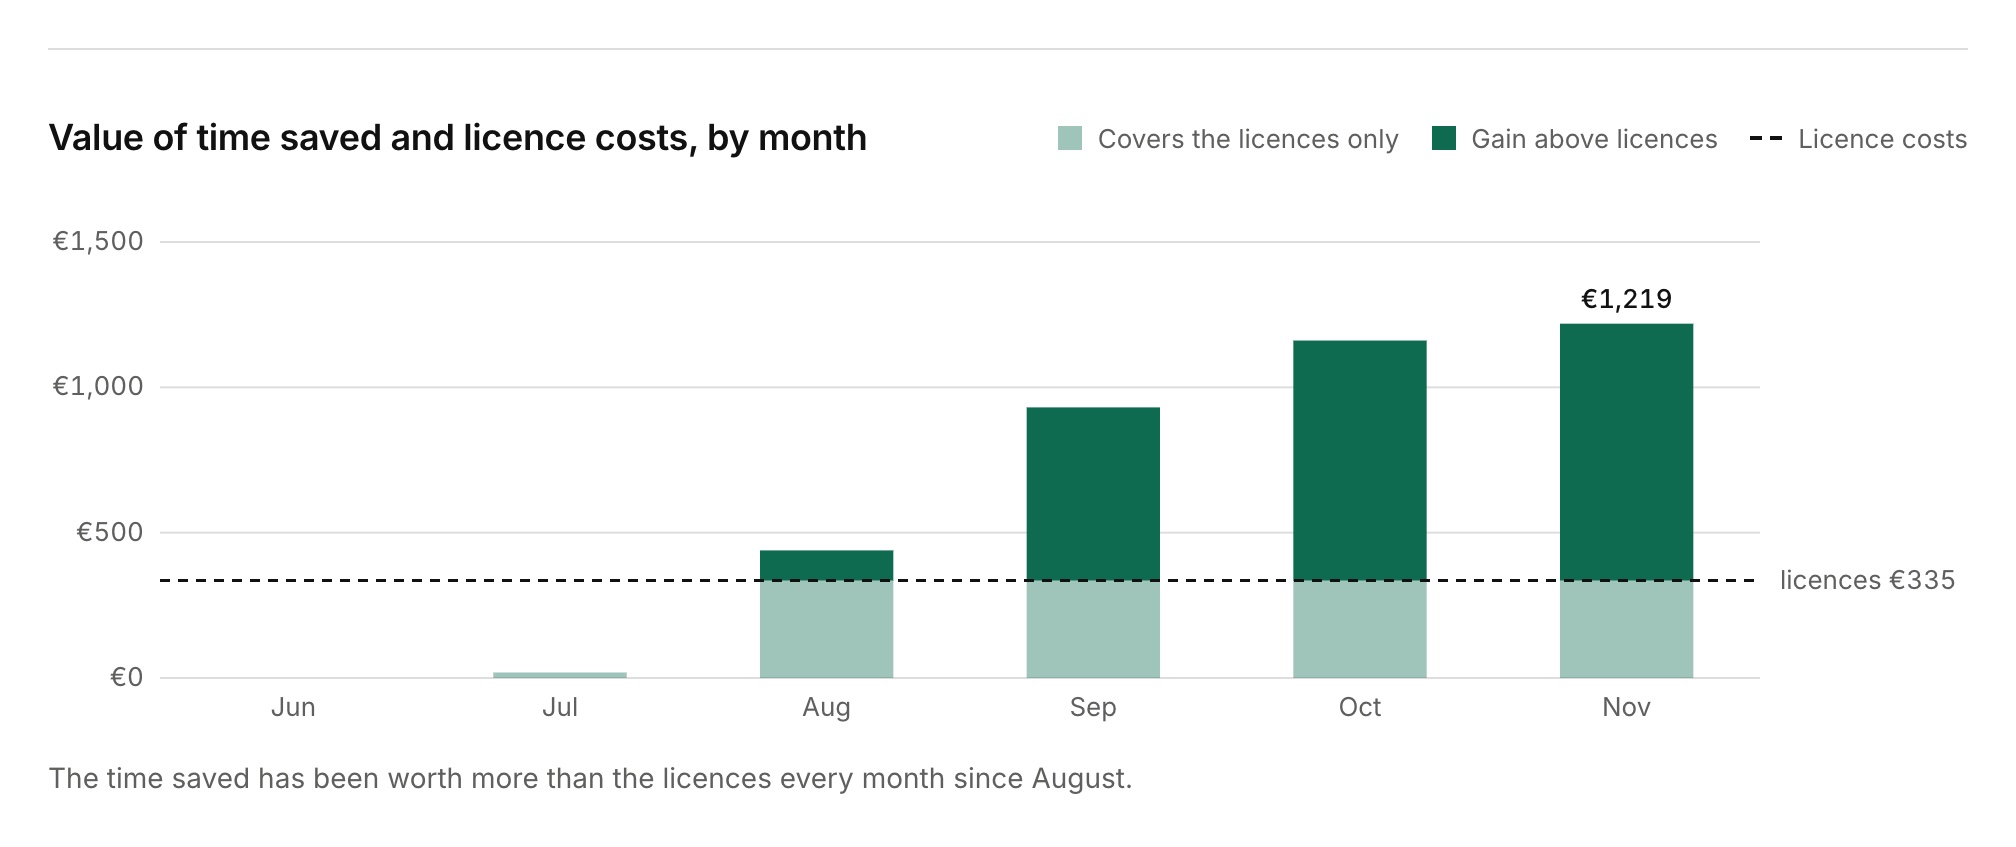 Value of time saved and licence costs, by month
Covers the licences only
Gain above licences
Licence costs
€1,500
€1,219
€1,000
€500
licences €335
€0
Jun
Jul
Aug
Sep
Oct
Nov
The time saved has been worth more than the licences every month since August.